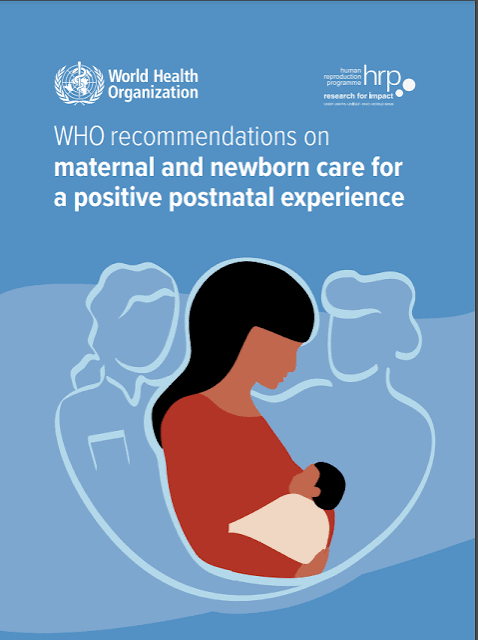 World Health
Organization
human
reproduction
programme
hrp
research for impact
WHO recommendations on
maternal and newborn care for
a positive postnatal experience